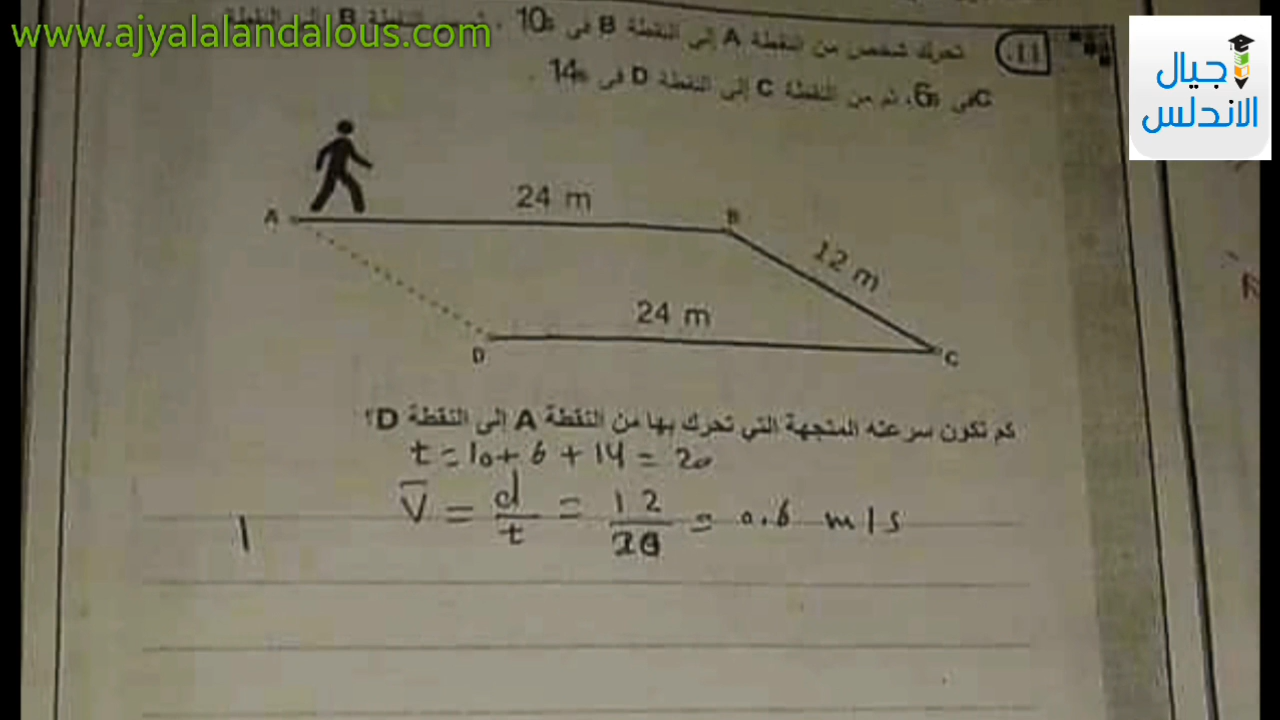 www.ajyalalandalous.com
جيال
الاندلس
11. تحرك شخص من النقطة A إلى النقطة B في 10s
C في 6s، ثم من النقطة C إلى النقطة D في 14s .
24 m
A
B
12 m
24 m
D
C
كم تكون سرعته المتجهة التي تحرك بها من النقطة A إلى النقطة D؟
t = 10 + 6 + 14 = 20
V̅ = d/t = 12/20 = 0.6 m/s
1